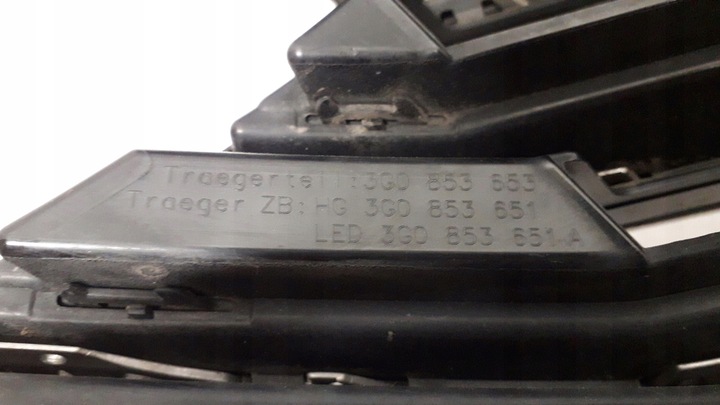 Traegerteil:3G0 853 653
Traeger ZB: HG 3G0 853 651
LED 3G0 853 651 A